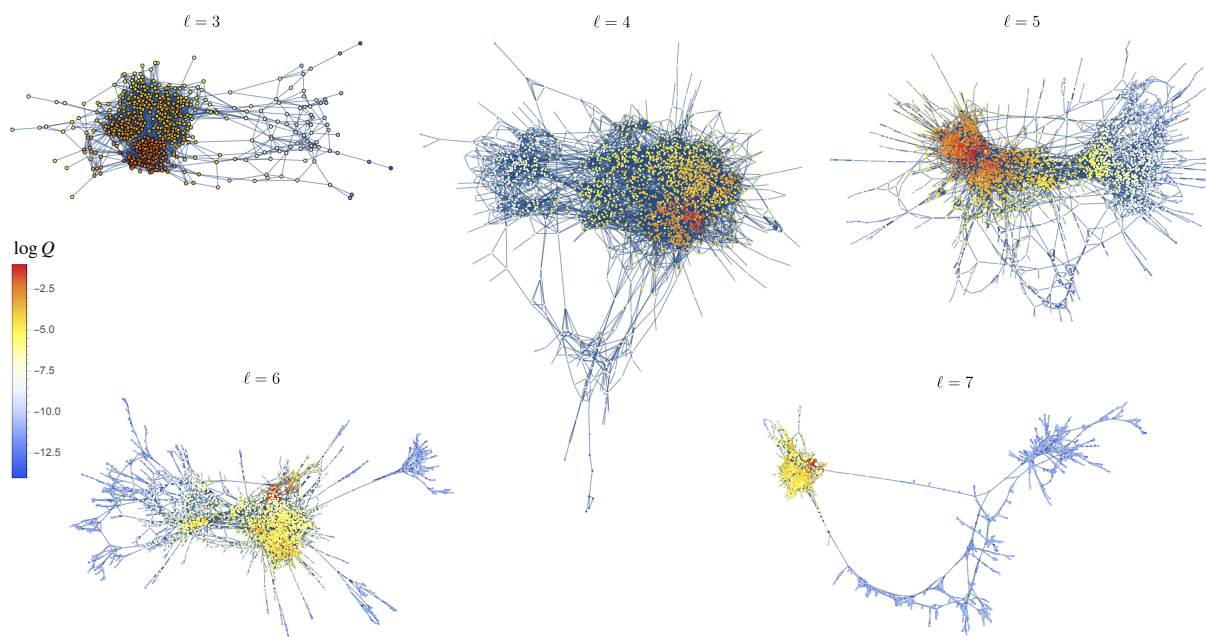 ℓ = 3
ℓ = 4
ℓ = 5
log Q
−2.5
−5.0
−7.5
−10.0
−12.5
ℓ = 6
ℓ = 7